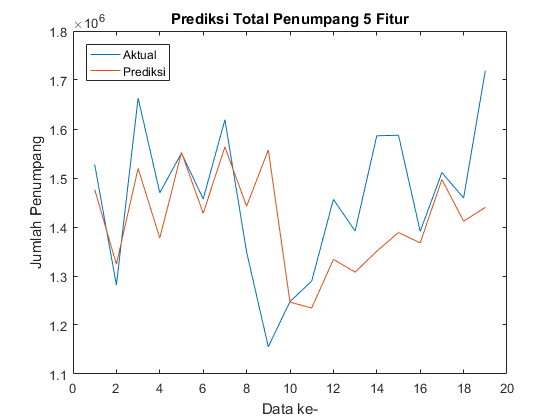 Prediksi Total Penumpang 5 Fitur
×10⁶
1.8
1.7
1.6
1.5
1.4
1.3
1.2
1.1
Jumlah Penumpang
Aktual
Prediksi
0 2 4 6 8 10 12 14 16 18 20
Data ke-